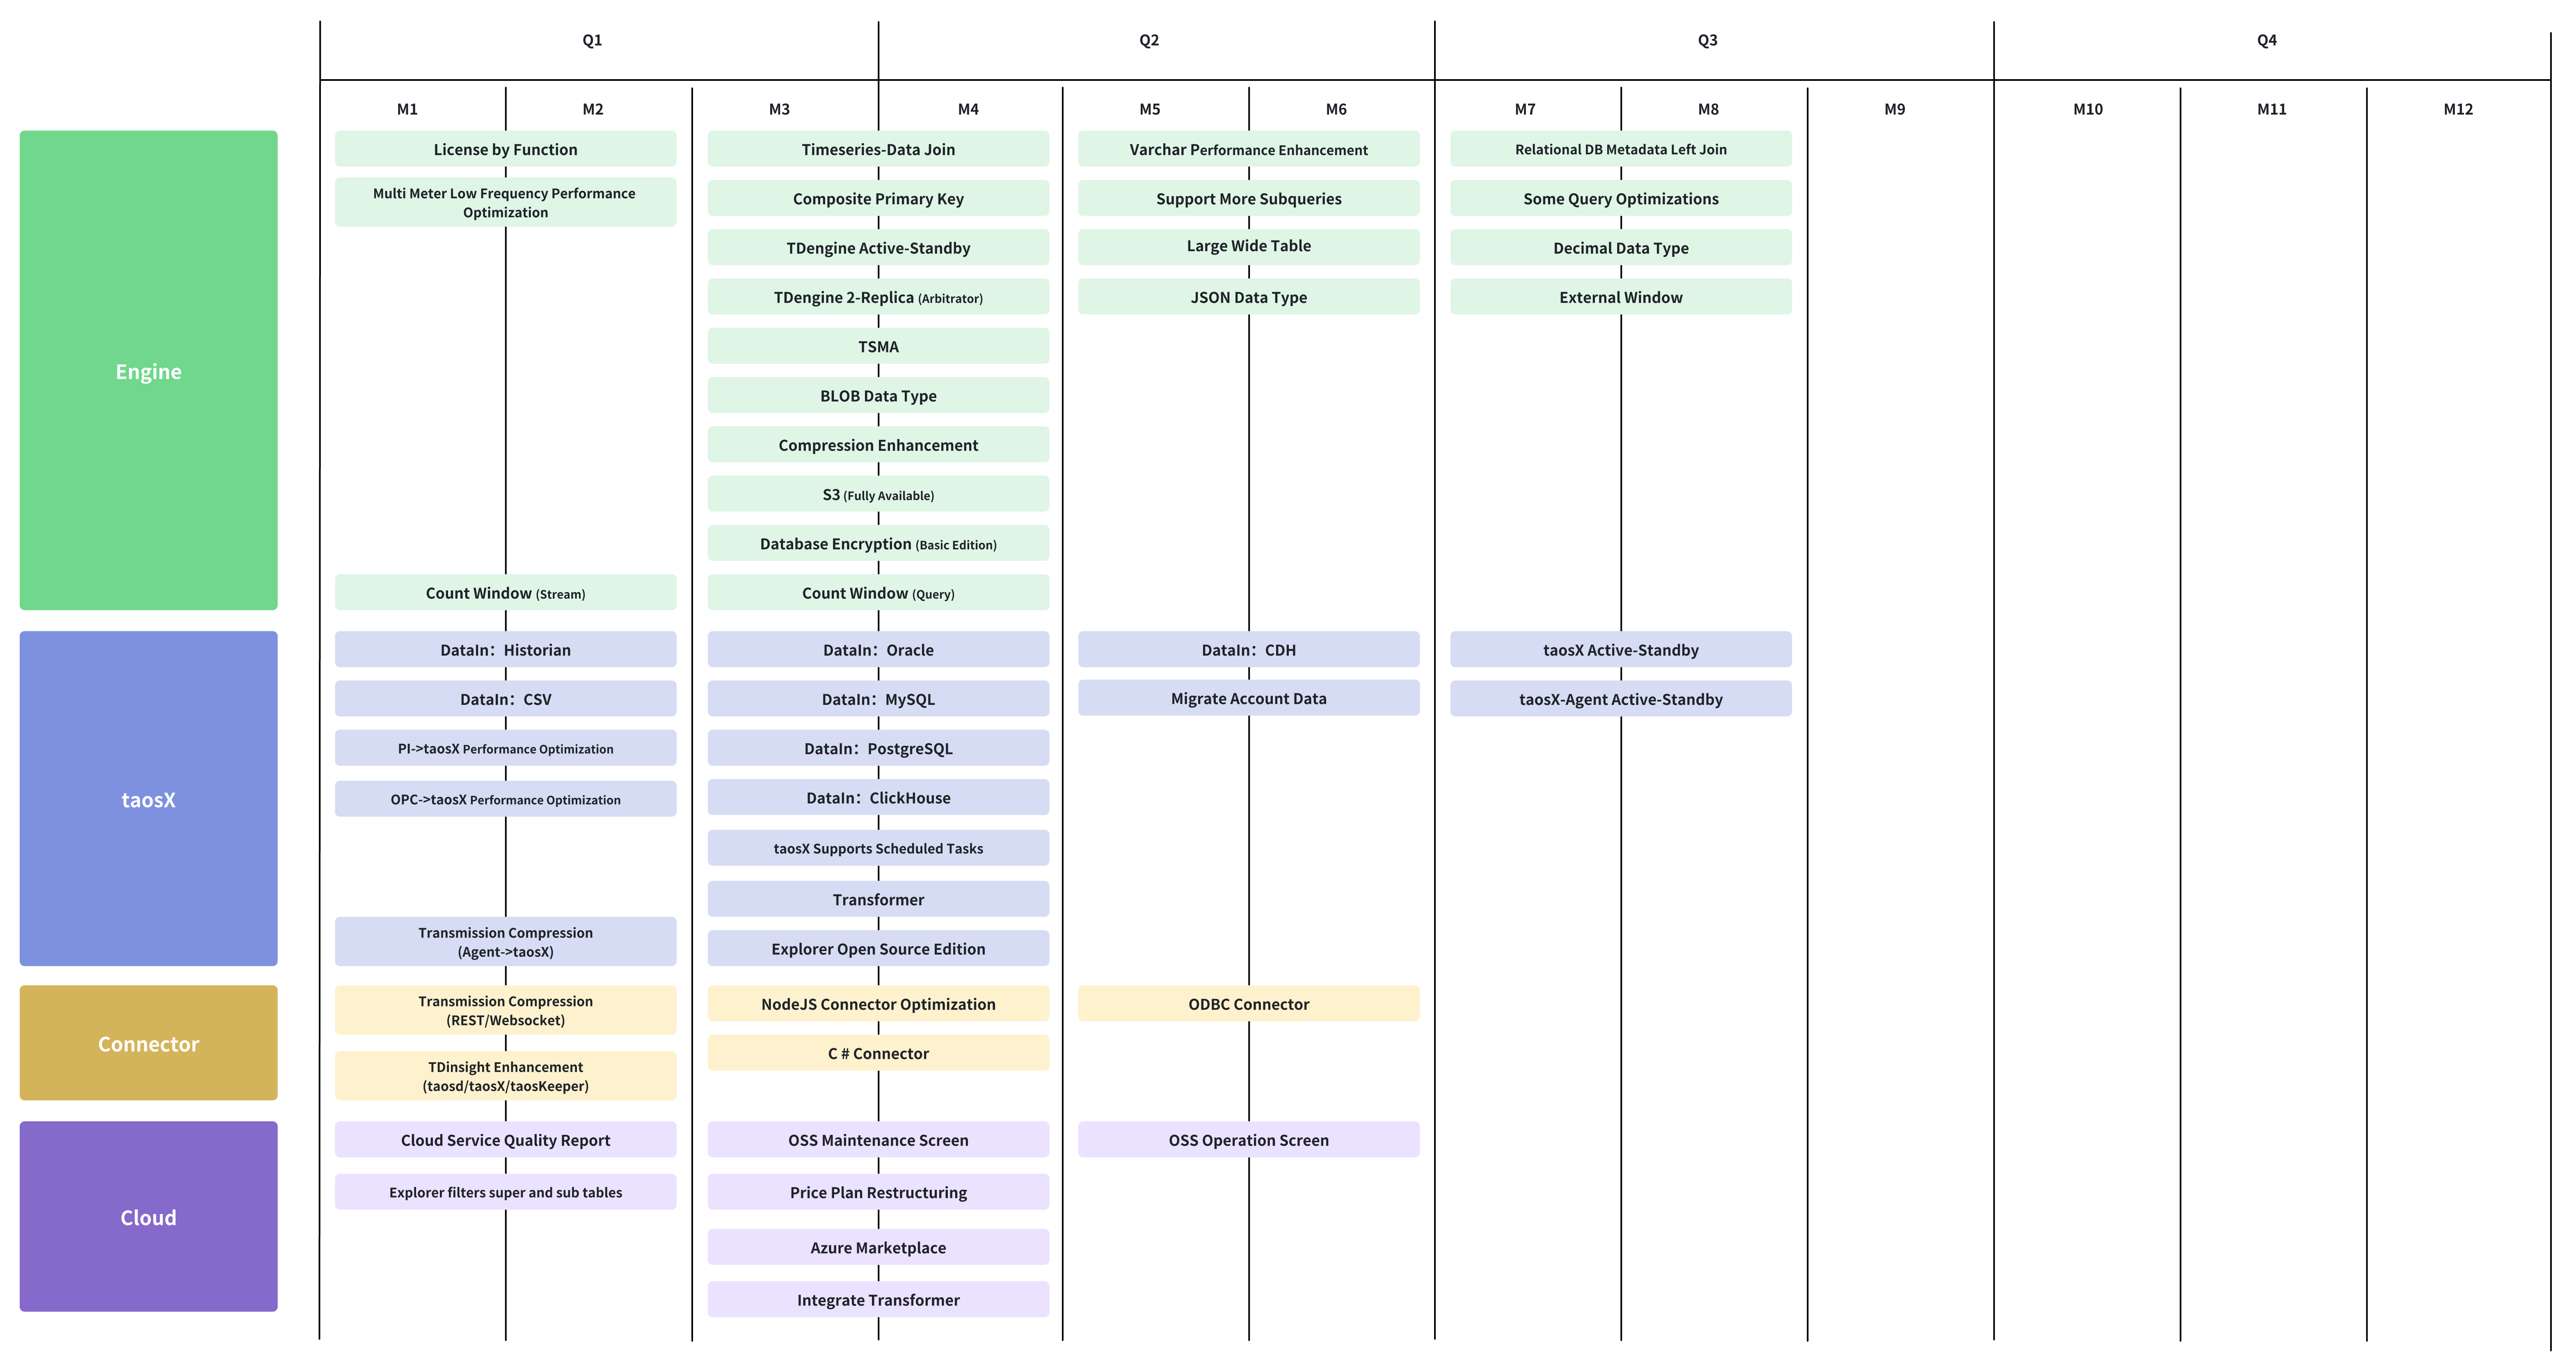 Q1
Q2
Q3
Q4
M1
M2
M3
M4
M5
M6
M7
M8
M9
M10
M11
M12
Engine
License by Function
Multi Meter Low Frequency Performance
Optimization
Count Window (Stream)
Timeseries-Data Join
Composite Primary Key
TDengine Active-Standby
TDengine 2-Replica (Arbitrator)
TSMA
BLOB Data Type
Compression Enhancement
S3 (Fully Available)
Database Encryption (Basic Edition)
Count Window (Query)
Varchar Performance Enhancement
Support More Subqueries
Large Wide Table
JSON Data Type
Relational DB Metadata Left Join
Some Query Optimizations
Decimal Data Type
External Window
taosX
DataIn：Historian
DataIn：CSV
PI->taosX Performance Optimization
OPC->taosX Performance Optimization
Transmission Compression
(Agent->taosX)
DataIn：Oracle
DataIn：MySQL
DataIn：PostgreSQL
DataIn：ClickHouse
taosX Supports Scheduled Tasks
Transformer
Explorer Open Source Edition
DataIn：CDH
Migrate Account Data
taosX Active-Standby
taosX-Agent Active-Standby
Connector
Transmission Compression
(REST/Websocket)
TDinsight Enhancement
(taosd/taosX/taosKeeper)
NodeJS Connector Optimization
C # Connector
ODBC Connector
Cloud
Cloud Service Quality Report
Explorer filters super and sub tables
OSS Maintenance Screen
Price Plan Restructuring
Azure Marketplace
Integrate Transformer
OSS Operation Screen